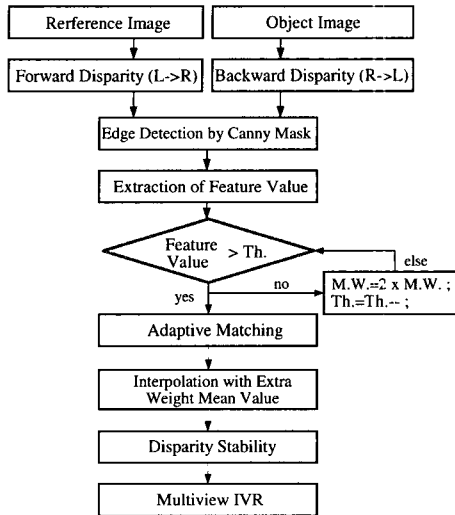 Rerference Image
Object Image
Forward Disparity (L->R)
Backward Disparity (R->L)
Edge Detection by Canny Mask
Extraction of Feature Value
Feature
Value > Th.
else
yes
no
M.W.=2 x M.W. ;
Th.=Th.-- ;
Adaptive Matching
Interpolation with Extra
Weight Mean Value
Disparity Stability
Multiview IVR